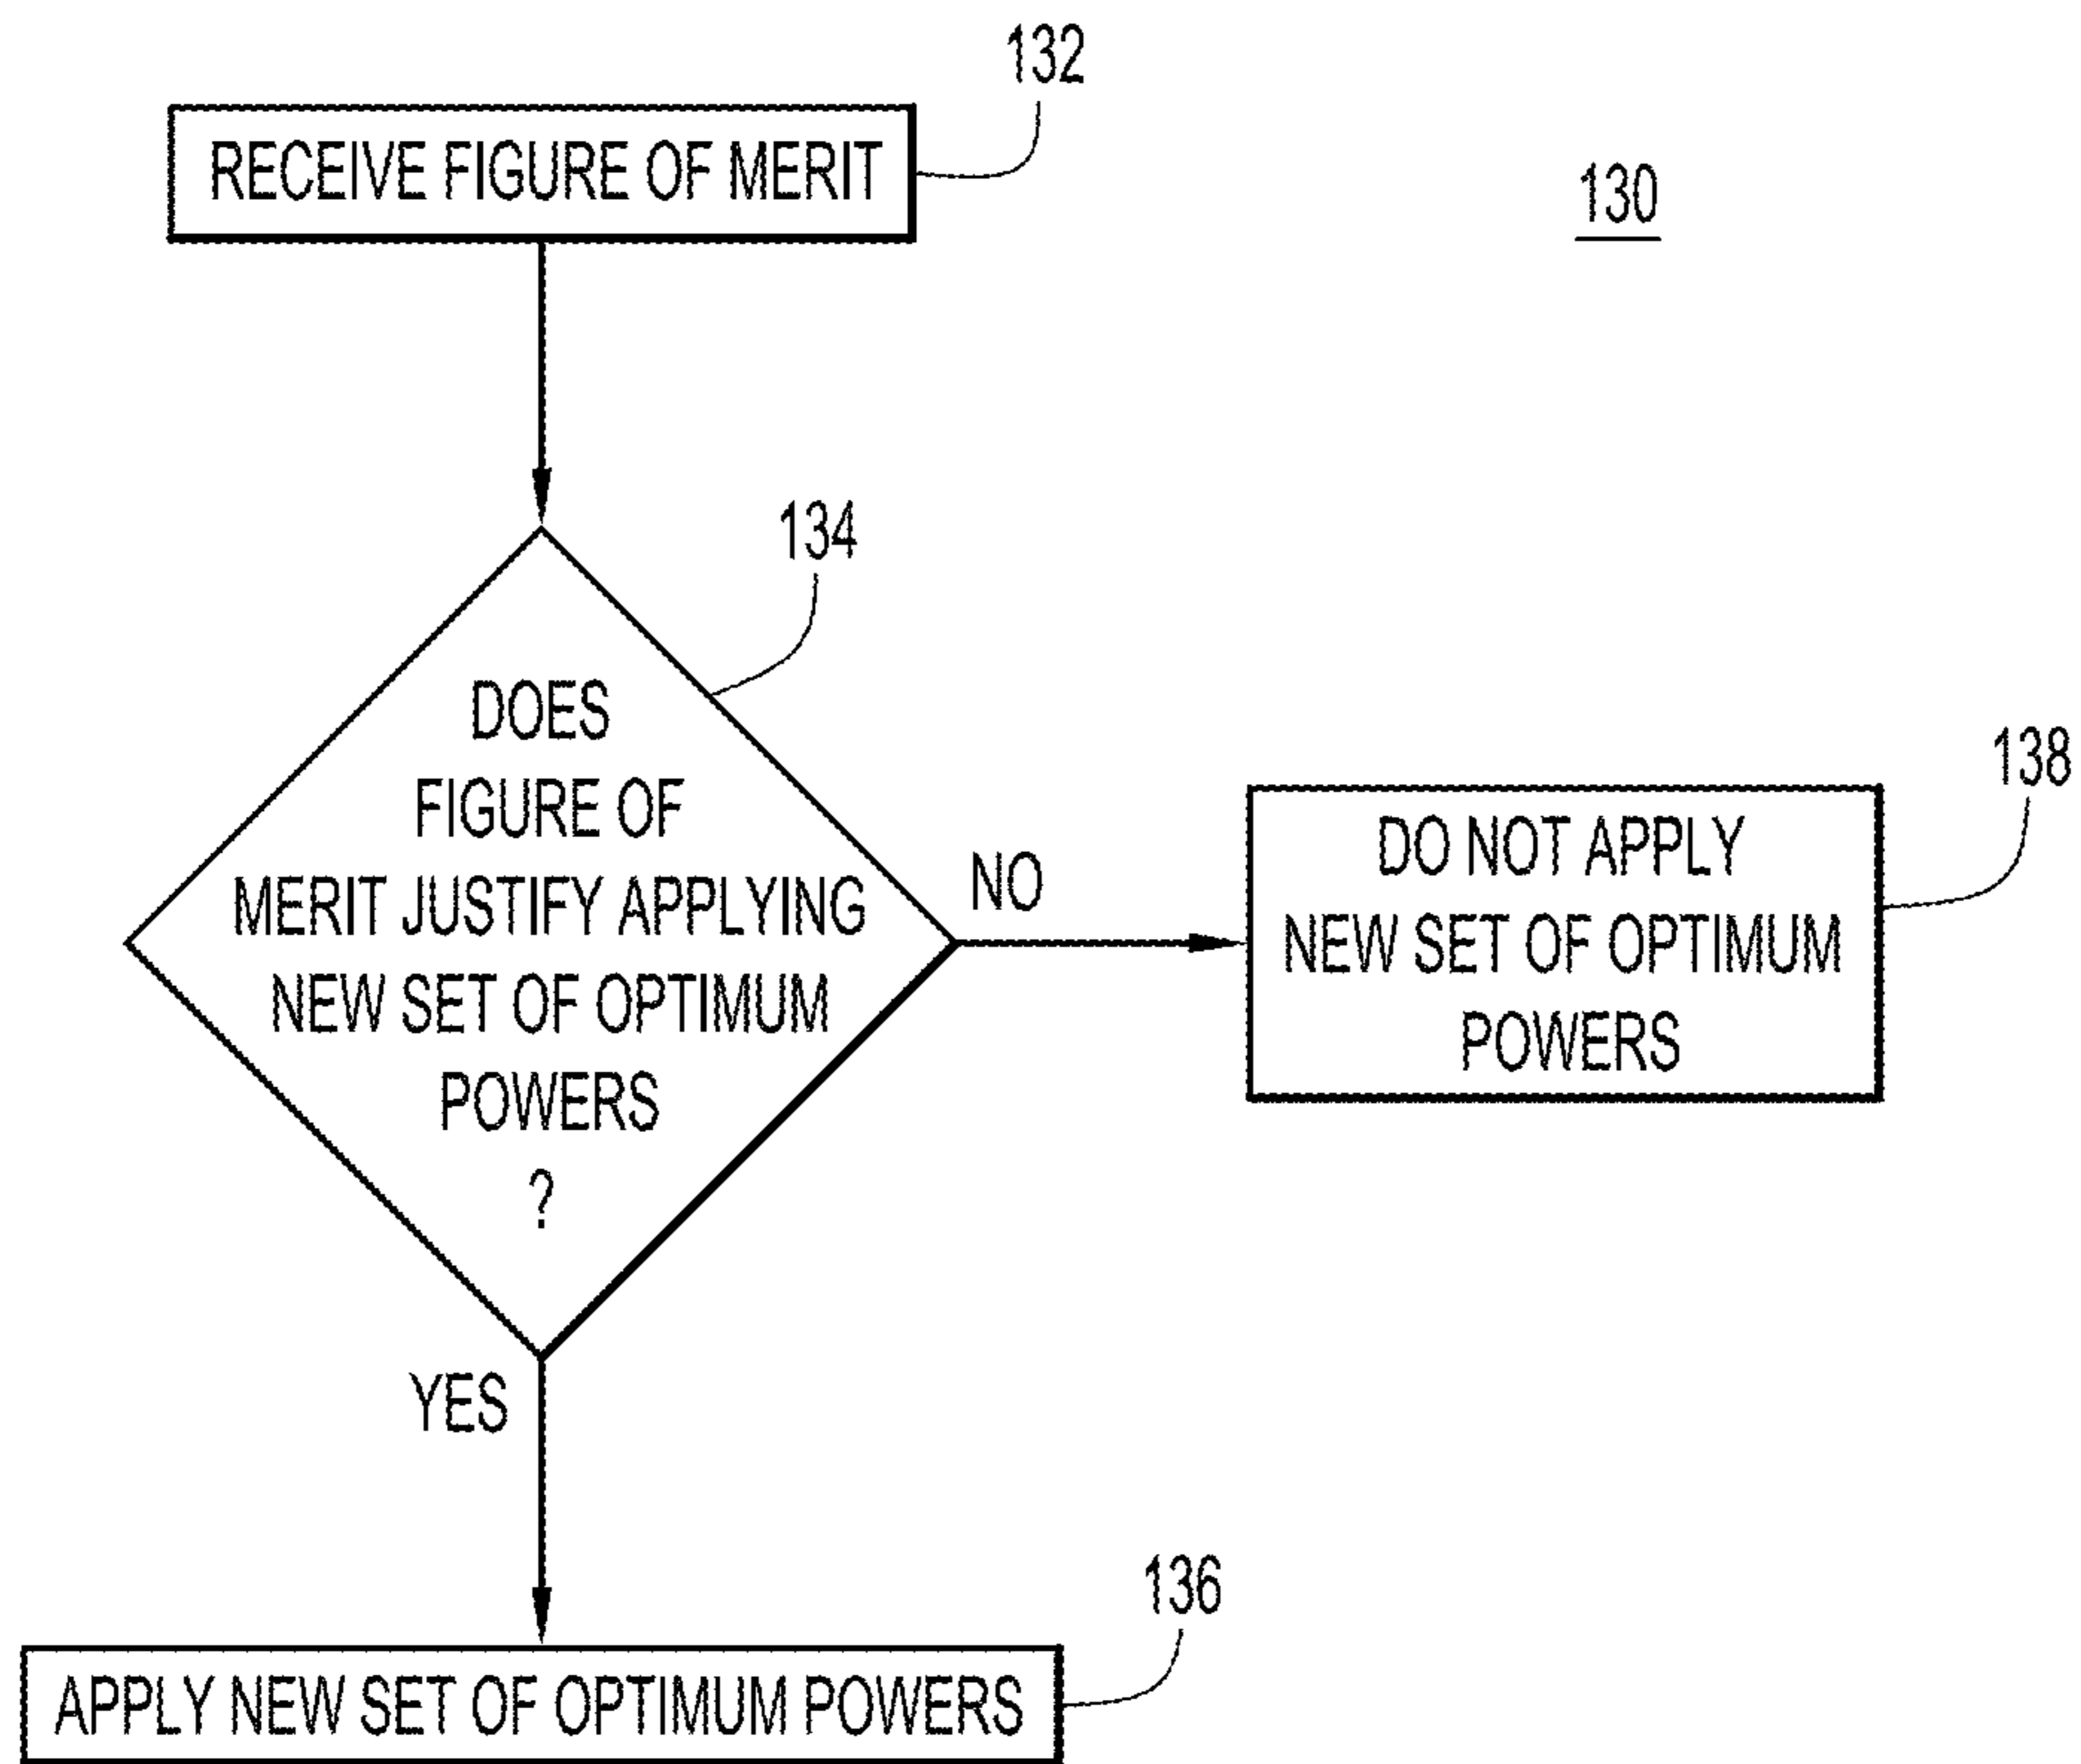 132
RECEIVE FIGURE OF MERIT
130
134
DOES
FIGURE OF
MERIT JUSTIFY APPLYING
NEW SET OF OPTIMUM
POWERS
?
NO
138
DO NOT APPLY
NEW SET OF OPTIMUM
POWERS
YES
136
APPLY NEW SET OF OPTIMUM POWERS